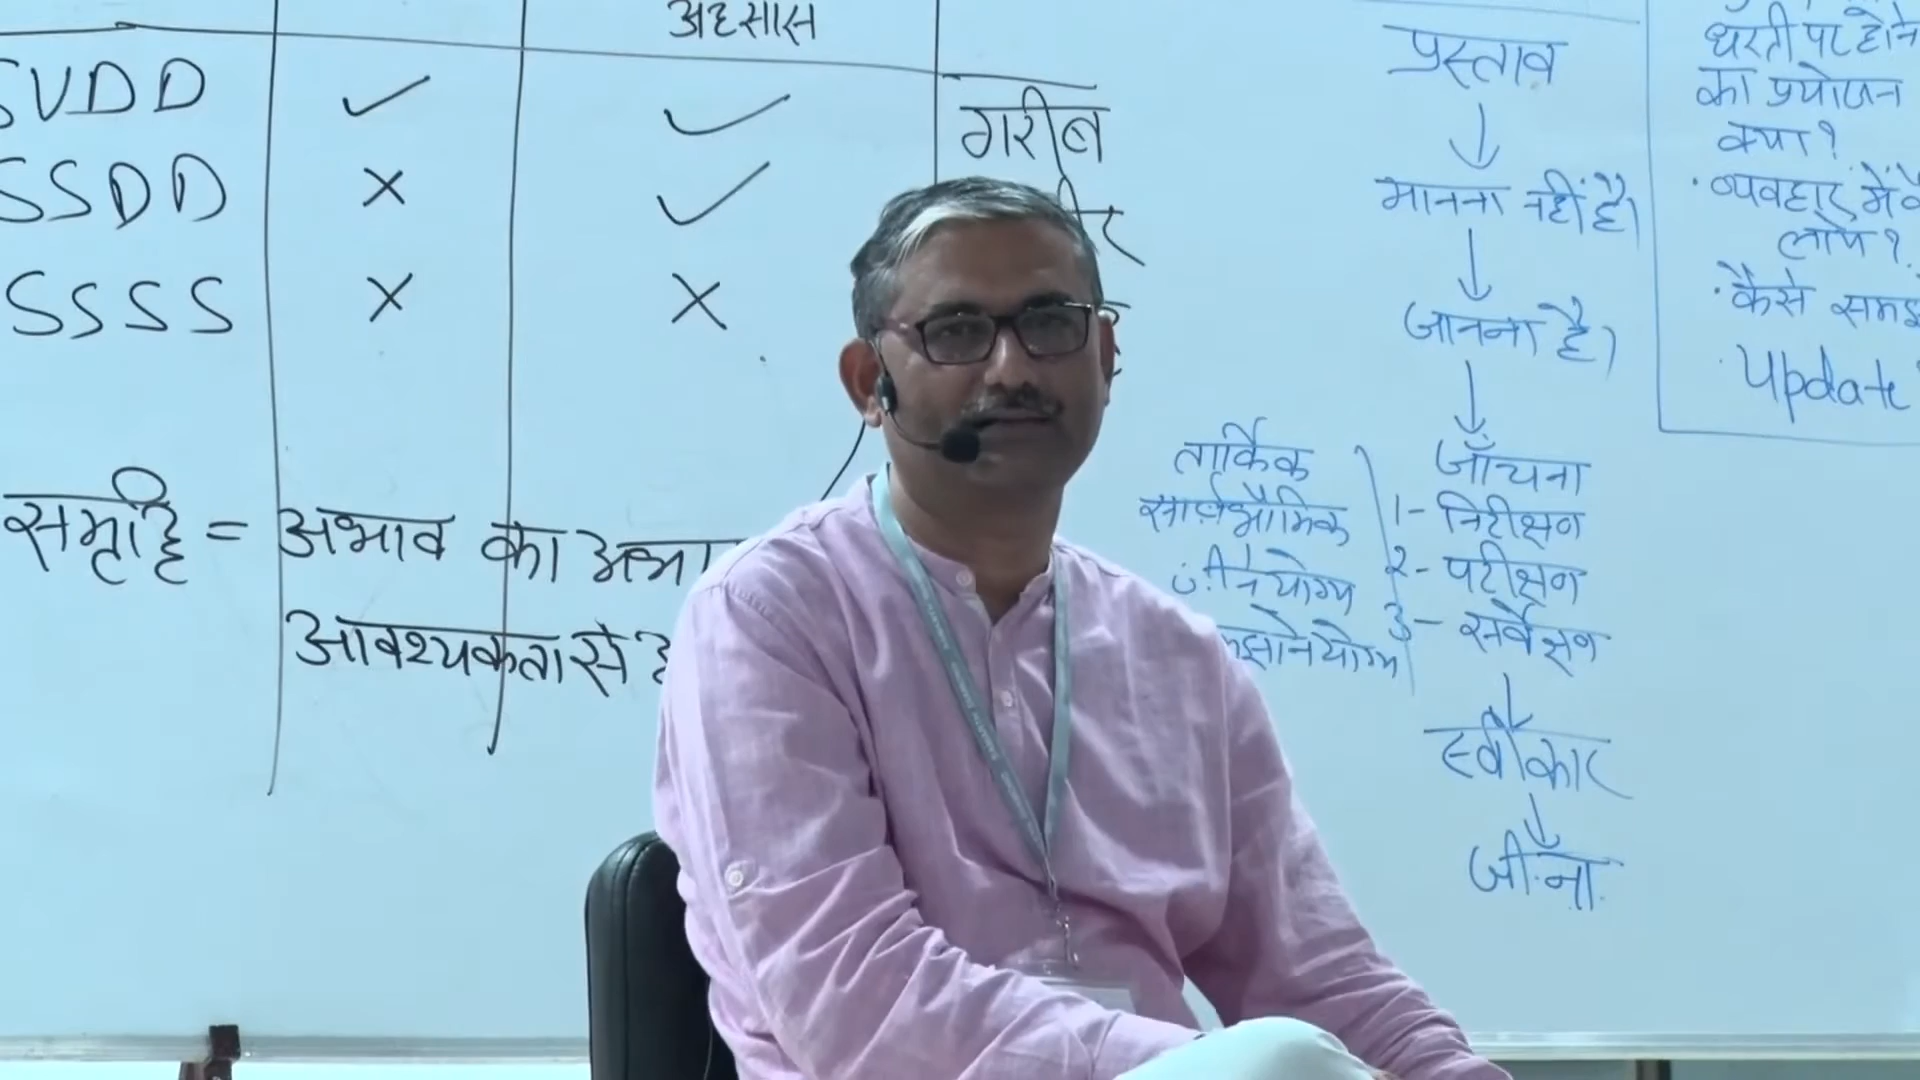 अहसास
SVDD ✓ ✓ गरीब
SSDD × ✓
SSSS × ×
समृद्धि = अभाव का अभा
आवश्यकता से
प्रस्ताव
↓
मानना नहीं है।
↓
जानना है।
↓
जाँचना
1- निरीक्षण
2- परीक्षण
3- सर्वेक्षण
↓
स्वीकार
↓
जीना
तार्किक
सार्वभौमिक
धरती पर होने
का प्रयोजन
क्या?
· व्यवहार में
लाये?
· कैसे समझ
· Update